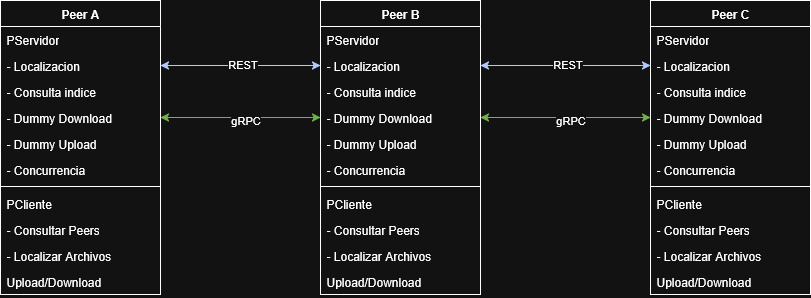 Peer A
PServidor
- Localizacion
- Consulta indice
- Dummy Download
- Dummy Upload
- Concurrencia
PCliente
- Consultar Peers
- Localizar Archivos
Upload/Download
REST
gRPC
Peer B
PServidor
- Localizacion
- Consulta indice
- Dummy Download
- Dummy Upload
- Concurrencia
PCliente
- Consultar Peers
- Localizar Archivos
Upload/Download
REST
gRPC
Peer C
PServidor
- Localizacion
- Consulta indice
- Dummy Download
- Dummy Upload
- Concurrencia
PCliente
- Consultar Peers
- Localizar Archivos
Upload/Download